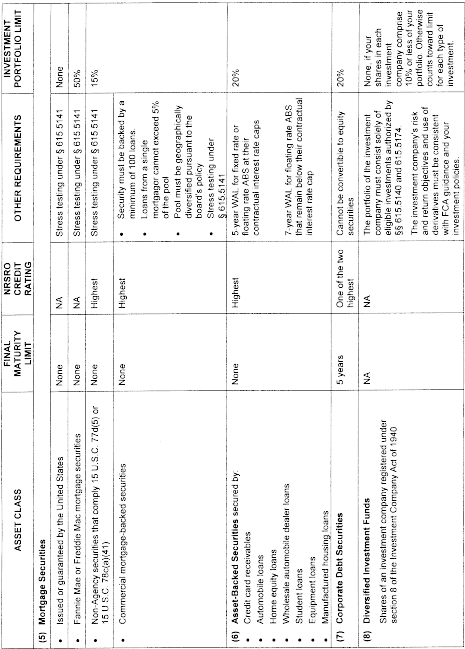 ASSET CLASS
FINAL
MATURITY
LIMIT
NRSRO
CREDIT
RATING
OTHER REQUIREMENTS
INVESTMENT
PORTFOLIO LIMIT
(5) Mortgage Securities
• Issued or guaranteed by the United States
None
NA
Stress testing under § 615.5141
None
• Fannie Mae or Freddie Mac mortgage securities
None
NA
Stress testing under § 615.5141
50%
• Non-Agency securities that comply 15 U.S.C. 77d(5) or
15 U.S.C. 78c(a)(41)
None
Highest
Stress testing under § 615.5141
15%
• Commercial mortgage-backed securities
None
Highest
• Security must be backed by a
minimum of 100 loans
• Loans from a single
mortgagor cannot exceed 5%
of the pool
• Pool must be geographically
diversified pursuant to the
board's policy
• Stress testing under
§ 615.5141
(6) Asset-Backed Securities secured by:
• Credit card receivables
• Automobile loans
• Home equity loans
• Wholesale automobile dealer loans
• Student loans
• Equipment loans
• Manufactured housing loans
None
Highest
5-year WAL for fixed rate or
floating rate ABS at their
contractual interest rate caps
7-year WAL for floating rate ABS
that remain below their contractual
interest rate cap
20%
(7) Corporate Debt Securities
5 years
One of the two
highest
Cannot be convertible to equity
securities
20%
(8) Diversified Investment Funds
Shares of an investment company registered under
section 8 of the Investment Company Act of 1940
NA
NA
The portfolio of the investment
company must consist solely of
eligible investments authorized by
§§ 615.5140 and 615.5174
The investment company's risk
and return objectives and use of
derivatives must be consistent
with FCA guidance and your
investment policies.
None, if your
shares in each
investment
company comprise
10% or less of your
portfolio. Otherwise
counts toward limit
for each type of
investment.